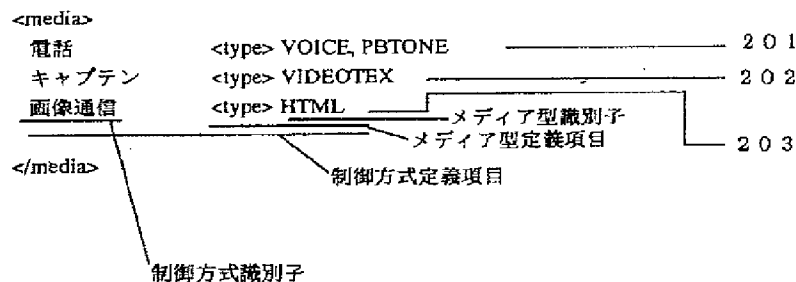 <media>
電話 <type> VOICE, PBTONE 201
キャプテン <type> VIDEOTEX 202
画像通信 <type> HTML
メディア型識別子
メディア型定義項目 203
</media> 制御方式定義項目
制御方式識別子